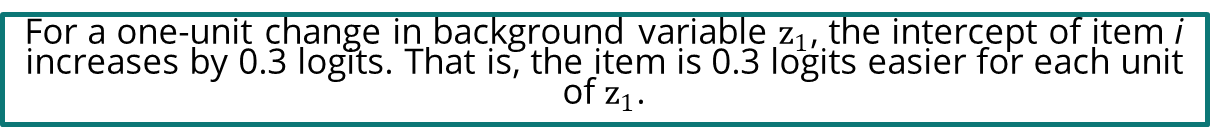 For a one-unit change in background variable z₁, the intercept of item i
increases by 0.3 logits. That is, the item is 0.3 logits easier for each unit
of z₁.